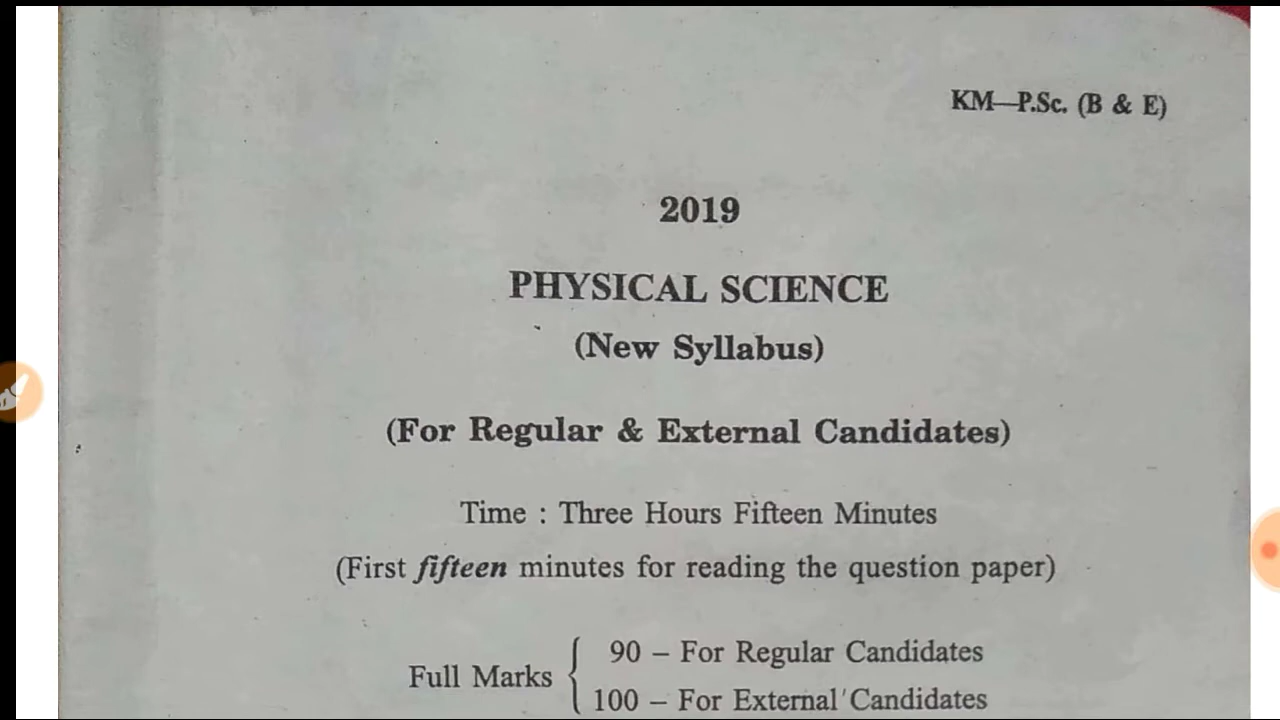 KM—P.Sc. (B & E)
2019
PHYSICAL SCIENCE
(New Syllabus)
(For Regular & External Candidates)
Time : Three Hours Fifteen Minutes
(First fifteen minutes for reading the question paper)
Full Marks { 90 – For Regular Candidates
100 – For External Candidates